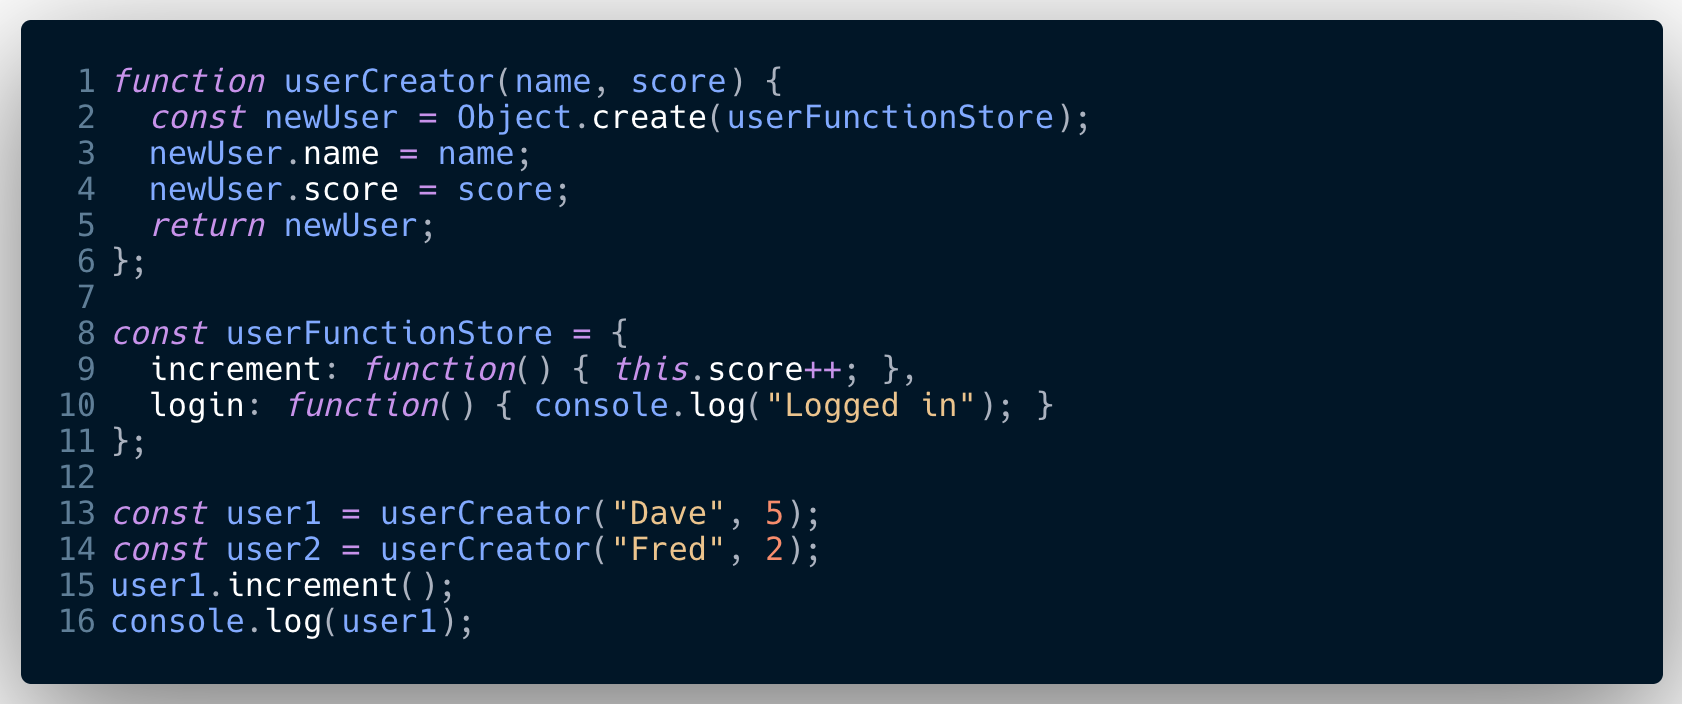 1 function userCreator(name, score) {
2   const newUser = Object.create(userFunctionStore);
3   newUser.name = name;
4   newUser.score = score;
5   return newUser;
6 };
7
8 const userFunctionStore = {
9   increment: function() { this.score++; },
10   login: function() { console.log("Logged in"); }
11 };
12
13 const user1 = userCreator("Dave", 5);
14 const user2 = userCreator("Fred", 2);
15 user1.increment();
16 console.log(user1);